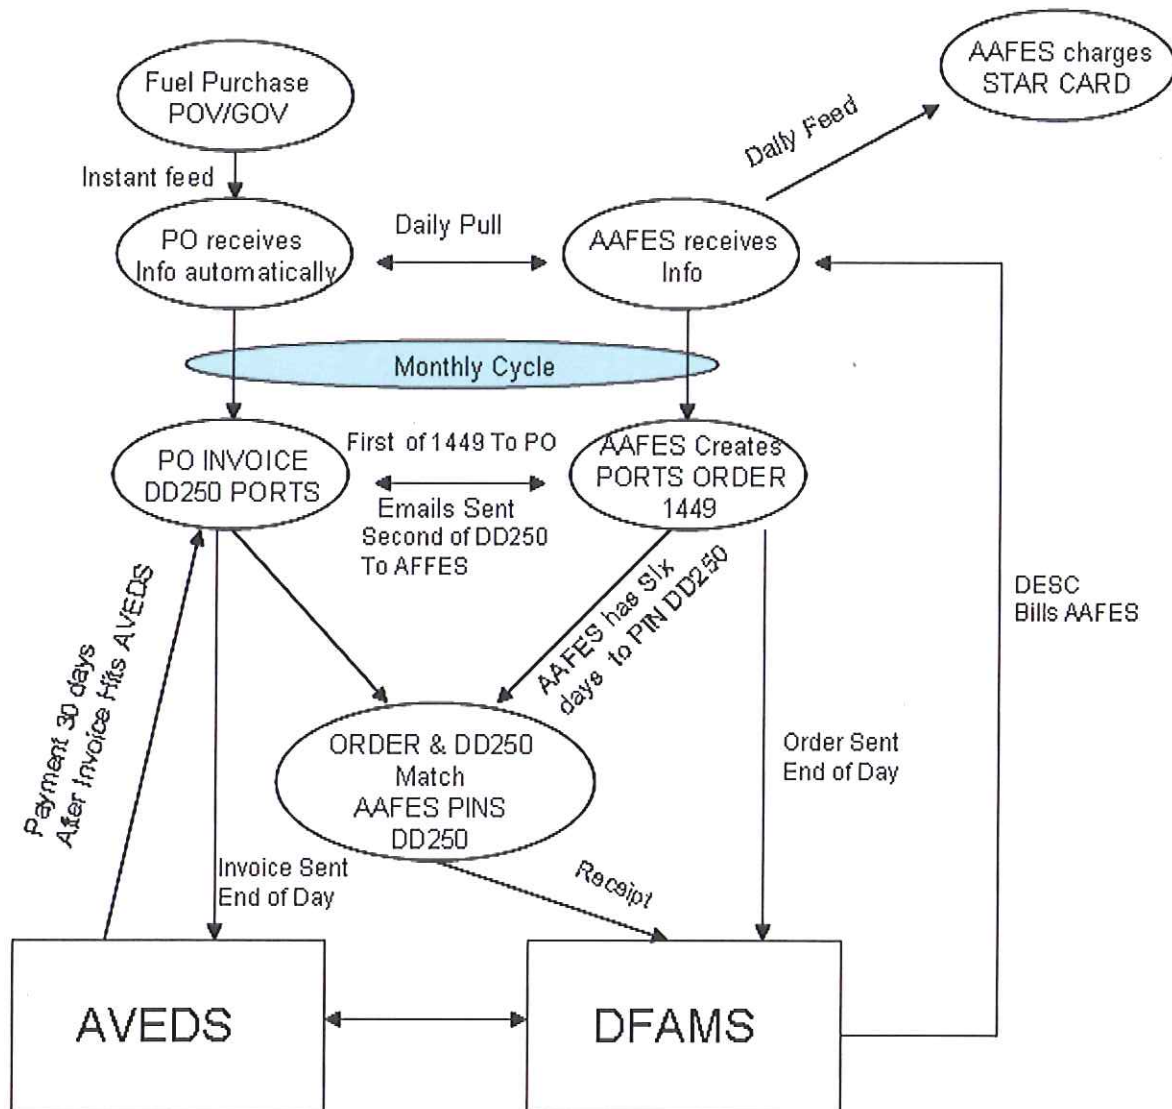 Fuel Purchase
POV/GOV
AAFES charges
STAR CARD
Daily Feed
Instant feed
PO receives
Info automatically
Daily Pull
AAFES receives
Info
Monthly Cycle
PO INVOICE
DD250 PORTS
First of 1449 To PO
Emails Sent
Second of DD250
To AFFES
AAFES Creates
PORTS ORDER
1449
DESC
Bills AAFES
AAFES has Six
days to PIN DD250
Payment 30 days
After Invoice Hits AVEDS
ORDER & DD250
Match
AAFES PINS
DD250
Order Sent
End of Day
Invoice Sent
End of Day
Receipt
AVEDS
DFAMS